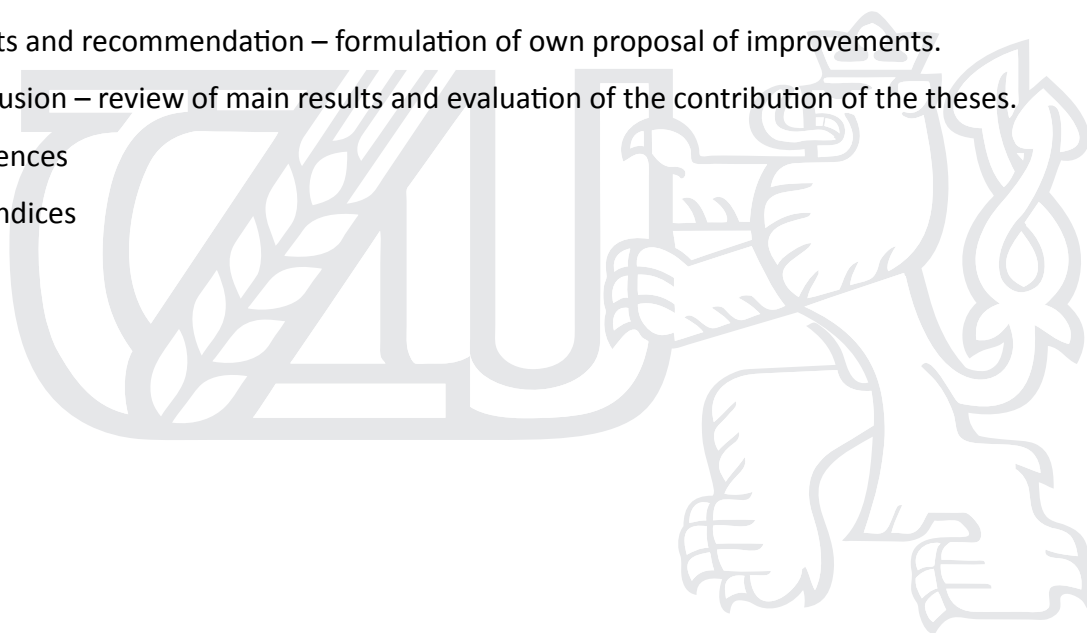 ts and recommendation – formulation of own proposal of improvements.
usion – review of main results and evaluation of the contribution of the theses.
ences
ndices
CZU